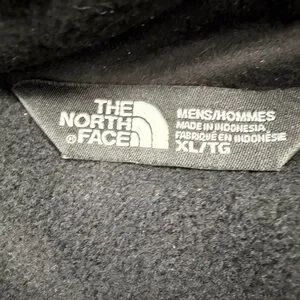 THE
NORTH
FACE
MENS/HOMMES
MADE IN INDONESIA
FABRIQUÉ EN INDONÉSIE
XL/TG